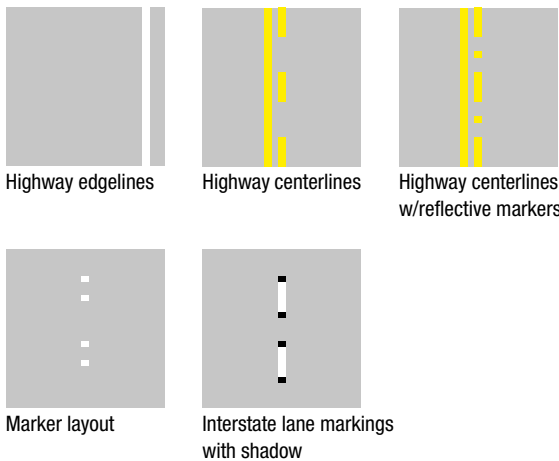 Highway edgelines
Highway centerlines
Highway centerlines
w/reflective markers
Marker layout
Interstate lane markings
with shadow